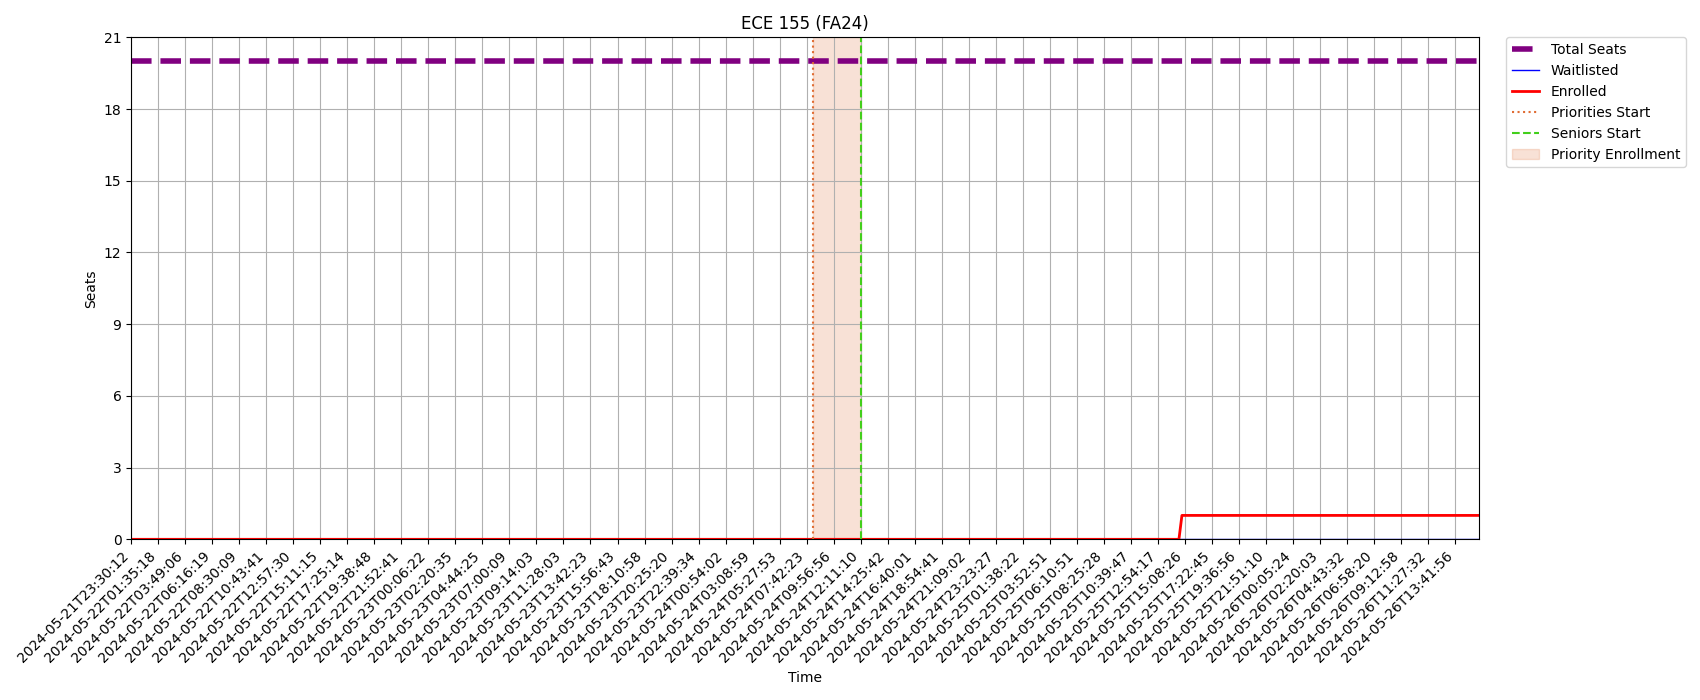 ECE 155 (FA24)
21
18
15
12
9
6
3
0
Seats
2024-05-21T23:30:12
2024-05-22T01:35:18
2024-05-22T03:49:06
2024-05-22T06:16:19
2024-05-22T08:30:09
2024-05-22T10:43:41
2024-05-22T12:57:30
2024-05-22T15:11:15
2024-05-22T17:25:14
2024-05-22T19:38:48
2024-05-22T21:52:41
2024-05-23T00:06:22
2024-05-23T02:20:35
2024-05-23T04:44:25
2024-05-23T07:00:09
2024-05-23T09:14:03
2024-05-23T11:28:03
2024-05-23T13:42:23
2024-05-23T15:56:43
2024-05-23T18:10:58
2024-05-23T20:25:20
2024-05-23T22:39:34
2024-05-24T00:54:02
2024-05-24T03:08:59
2024-05-24T05:27:53
2024-05-24T07:42:23
2024-05-24T09:56:56
2024-05-24T12:11:10
2024-05-24T14:25:42
2024-05-24T16:40:01
2024-05-24T18:54:41
2024-05-24T21:09:02
2024-05-24T23:23:27
2024-05-25T01:38:22
2024-05-25T03:52:51
2024-05-25T06:10:51
2024-05-25T08:25:28
2024-05-25T10:39:47
2024-05-25T12:54:17
2024-05-25T15:08:26
2024-05-25T17:22:45
2024-05-25T19:36:56
2024-05-25T21:51:10
2024-05-26T00:05:24
2024-05-26T02:20:03
2024-05-26T04:43:32
2024-05-26T06:58:20
2024-05-26T09:12:58
2024-05-26T11:27:32
2024-05-26T13:41:56
Time
Total Seats
Waitlisted
Enrolled
Priorities Start
Seniors Start
Priority Enrollment